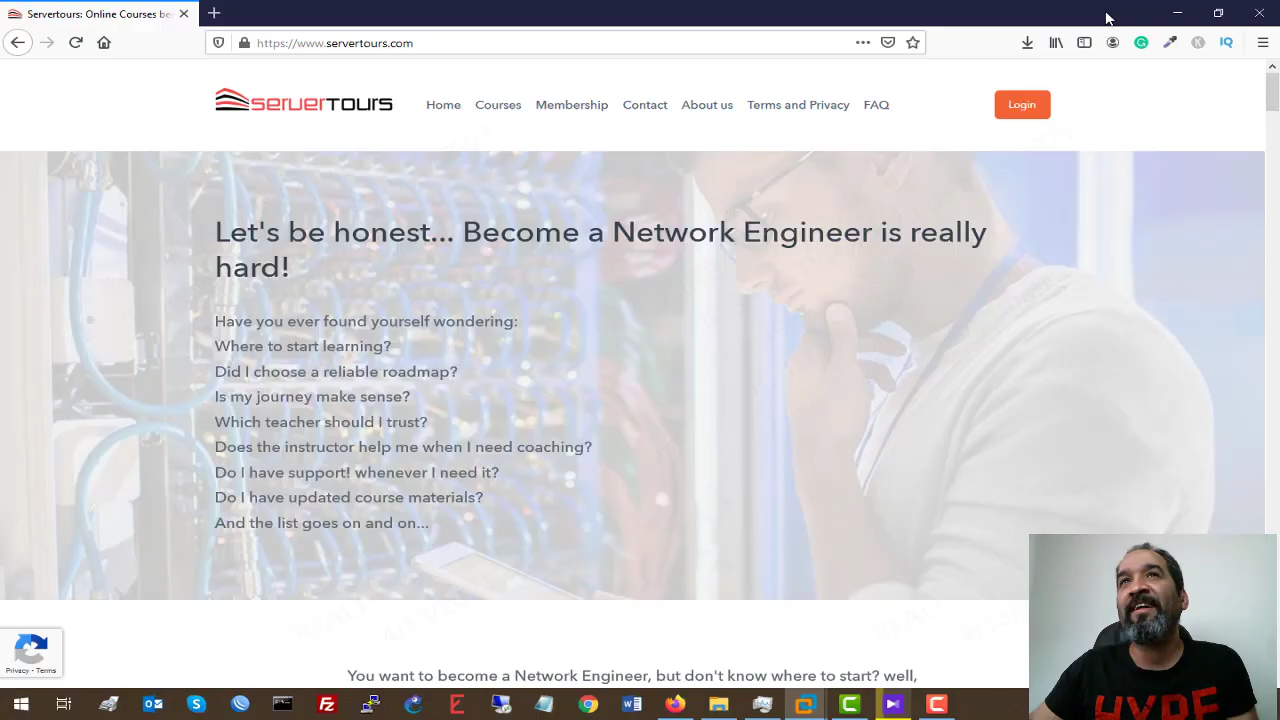 Servertours: Online Courses be
https://www.servertours.com
IQ
serverTOURS
Home Courses Membership Contact About us Terms and Privacy FAQ Login
Let's be honest... Become a Network Engineer is really
hard!
Have you ever found yourself wondering:
Where to start learning?
Did I choose a reliable roadmap?
Is my journey make sense?
Which teacher should I trust?
Does the instructor help me when I need coaching?
Do I have support! whenever I need it?
Do I have updated course materials?
And the list goes on and on...
Privacy - Terms
You want to become a Network Engineer, but don't know where to start? well,
HYPE